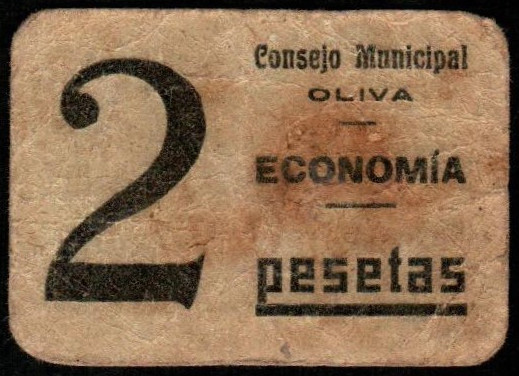 2
Consejo Municipal
OLIVA
ECONOMÍA
pesetas